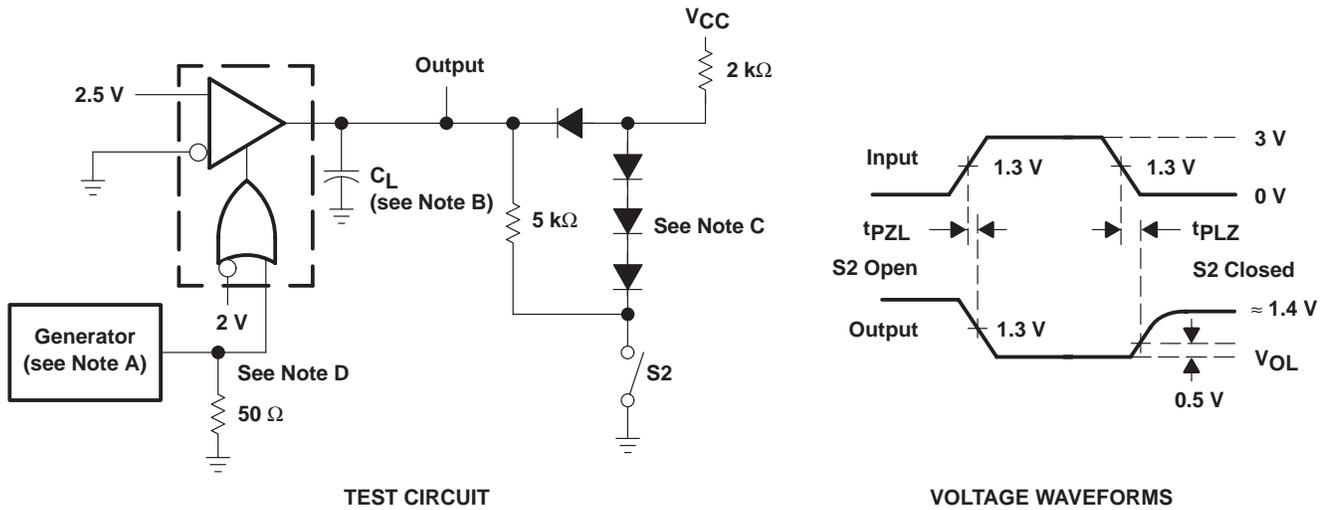 VCC
2 kΩ
Output
2.5 V
CL
(see Note B)
5 kΩ
See Note C
2 V
Generator
(see Note A)
See Note D
50 Ω
S2
TEST CIRCUIT
Input
1.3 V
1.3 V
3 V
0 V
tPZL
tPLZ
S2 Open
S2 Closed
Output
1.3 V
≈ 1.4 V
VOL
0.5 V
VOLTAGE WAVEFORMS